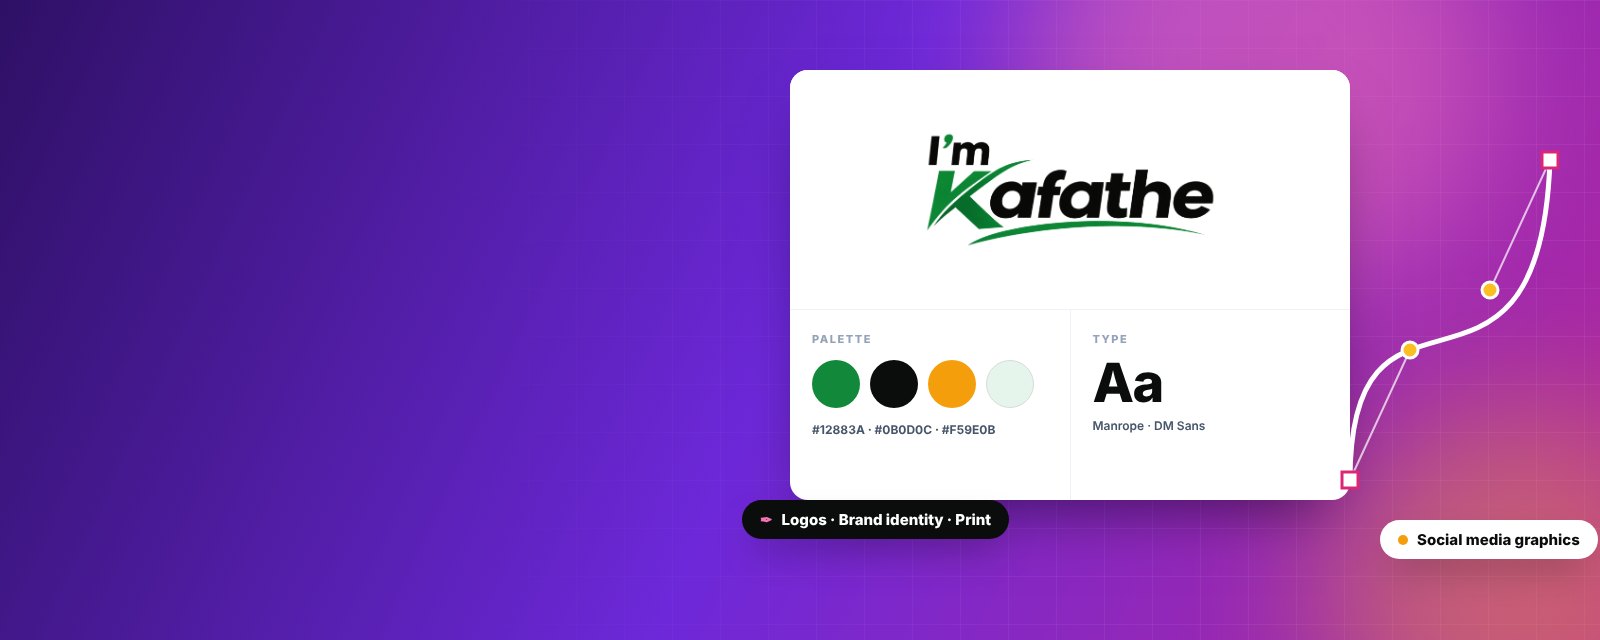 I'm
Kafathe
PALETTE
#12883A · #0B0D0C · #F59E0B
TYPE
Aa
Manrope · DM Sans
Logos · Brand identity · Print
Social media graphics